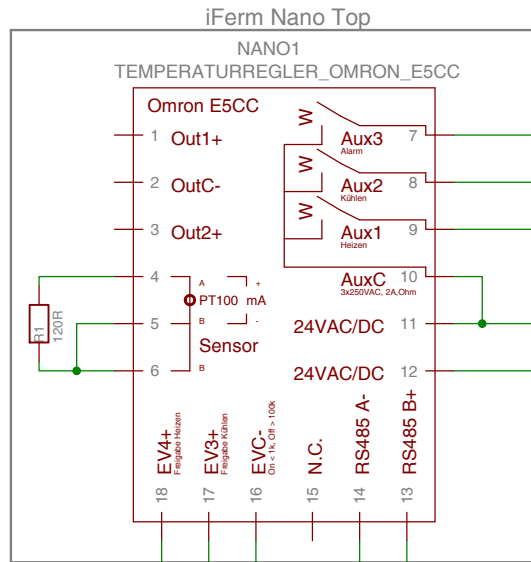 iFerm Nano Top
NANO1
TEMPERATURREGLER_OMRON_E5CC
Omron E5CC
1 Out1+
2 OutC-
3 Out2+
4
5
6
A
B
B
PT100 mA
+
-
Sensor
R1
120R
W
Aux3 7
Alarm
W
Aux2 8
Kühlen
W
Aux1 9
Heizen
AuxC 10
3x250VAC, 2A,Ohm
24VAC/DC 11
24VAC/DC 12
EV4+
Freigabe Heizen
18
EV3+
Freigabe Kühlen
17
EVC-
On < 1k, Off > 100k
16
N.C.
15
RS485 A-
14
RS485 B+
13